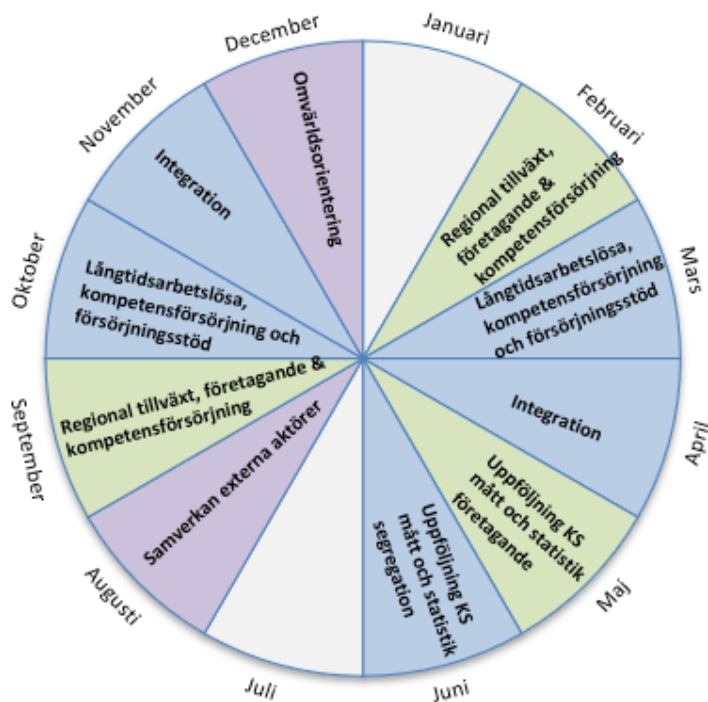 Januari
Februari
Regional tillväxt,
företagande &
kompetensförsörjning
Mars
Långtidsarbetslösa,
kompetensförsörjning
och försörjningsstöd
April
Integration
Maj
Uppföljning KS
mått och statistik
företagande
Juni
Uppföljning KS
mått och statistik
segregation
Juli
Augusti
Samverkan externa aktörer
September
Regional tillväxt, företagande &
kompetensförsörjning
Oktober
Långtidsarbetslösa,
kompetensförsörjning och
försörjningsstöd
November
Integration
December
Omvärldsorientering